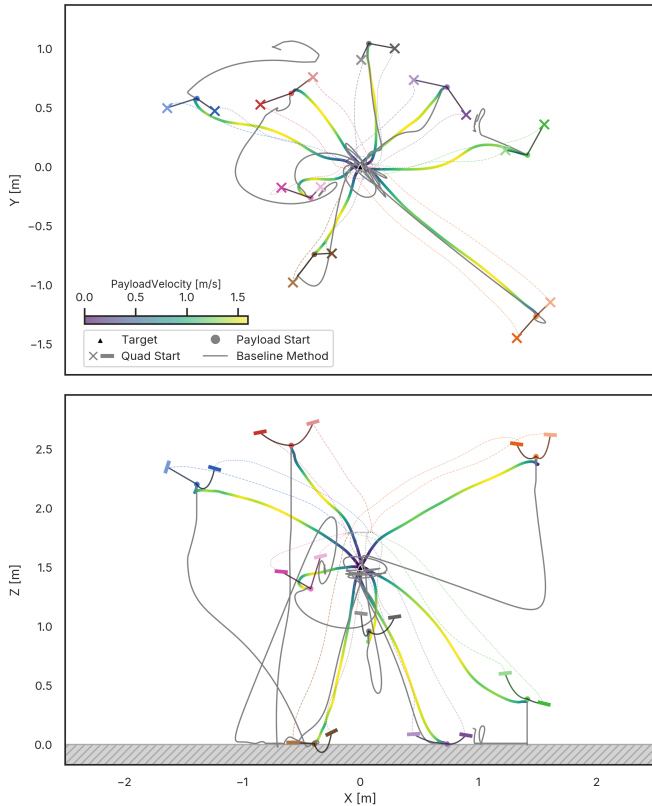 1.0
0.5
0.0
−0.5
−1.0
−1.5
Y [m]
PayloadVelocity [m/s]
0.0 0.5 1.0 1.5
Target Payload Start
Quad Start Baseline Method
2.5
2.0
1.5
1.0
0.5
0.0
Z [m]
−2 −1 0 1 2
X [m]